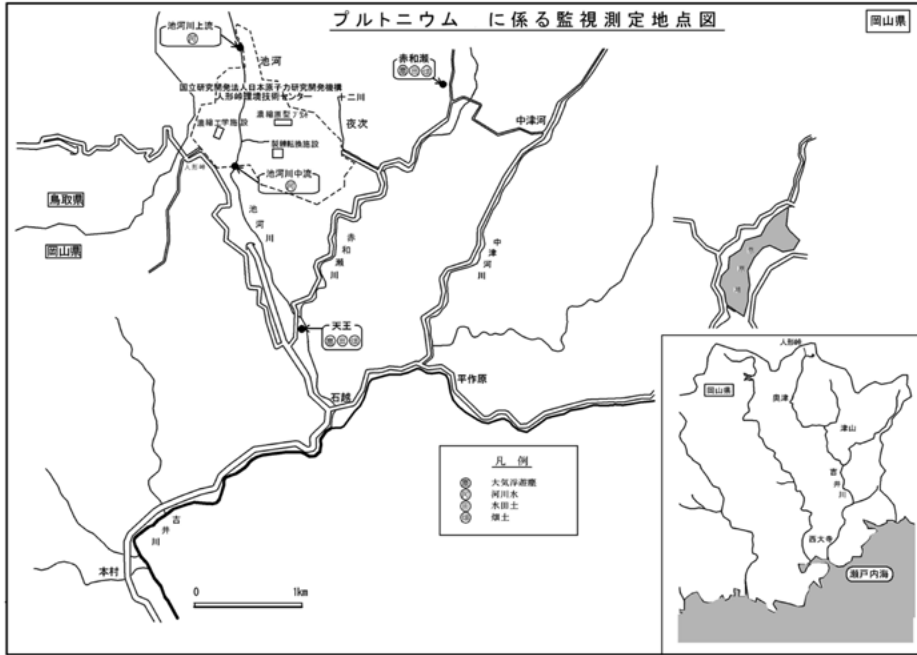 プルトニウム に係る監視測定地点図
岡山県
池河川上流
河
池河
赤和瀬
国立研究開発法人日本原子力研究開発機構
人形峠環境技術センター
十二川
濃縮工学施設
濃縮原型プラント
夜次
中津河
製錬転換施設
人形峠
池河川中流
河
鳥取県
岡山県
池河川
赤和瀬川
中津河川
天王
石越
平作原
吉井川
本村
0 1km
凡 例
大気浮遊塵
河川水
水田土
畑土
人形峠
岡山県
奥津
津山
吉井川
西大寺
瀬戸内海